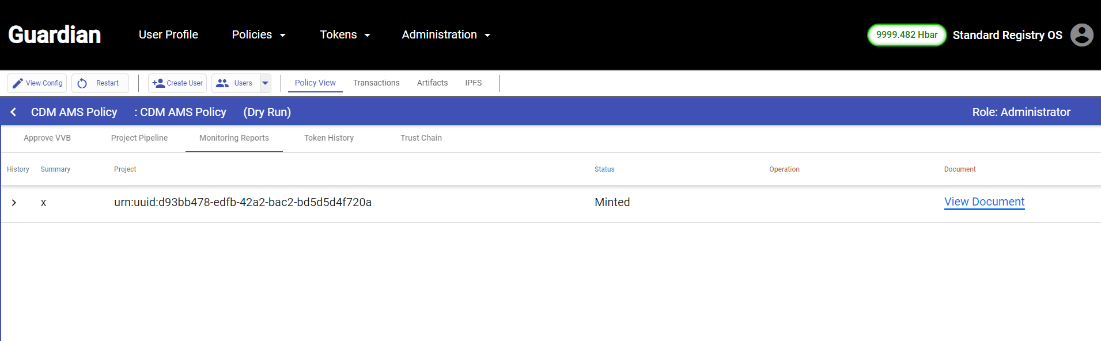 Guardian User Profile Policies Tokens Administration 9999.482 Hbar Standard Registry OS
View Config Restart Create User Users Policy View Transactions Artifacts IPFS
CDM AMS Policy : CDM AMS Policy (Dry Run) Role: Administrator
Approve VVB Project Pipeline Monitoring Reports Token History Trust Chain
History Summary Project Status Operation Document
x urn:uuid:d93bb478-edfb-42a2-bac2-bd5d5d4f720a Minted View Document